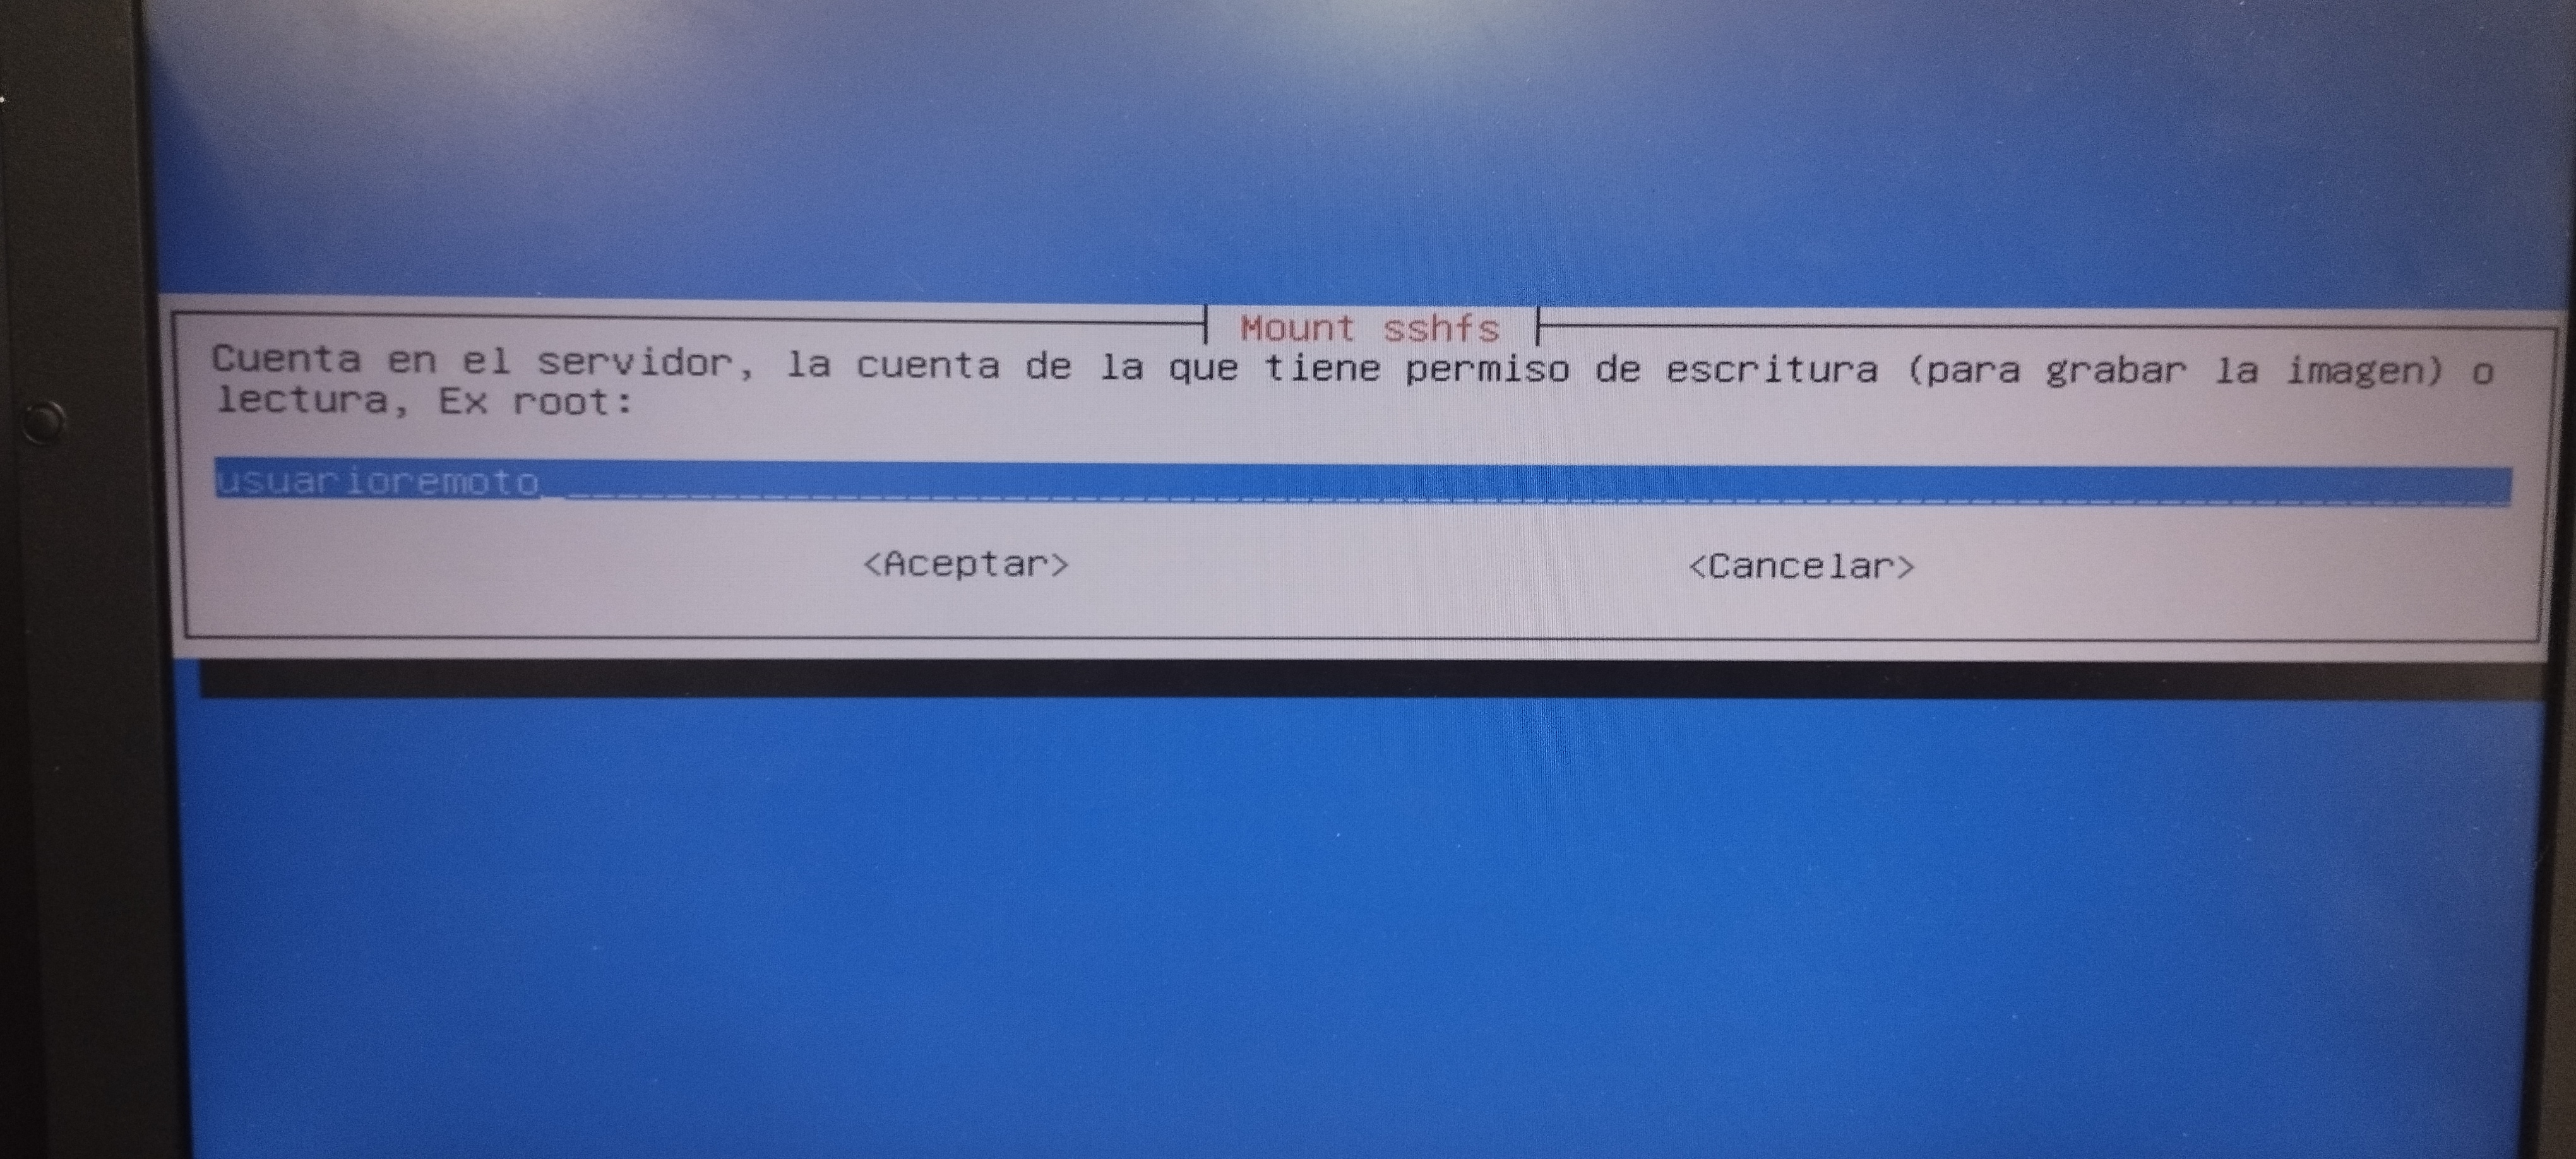 Mount sshfs
Cuenta en el servidor, la cuenta de la que tiene permiso de escritura (para grabar la imagen) o
lectura, Ex root:
usuarioremoto
<Aceptar> <Cancelar>